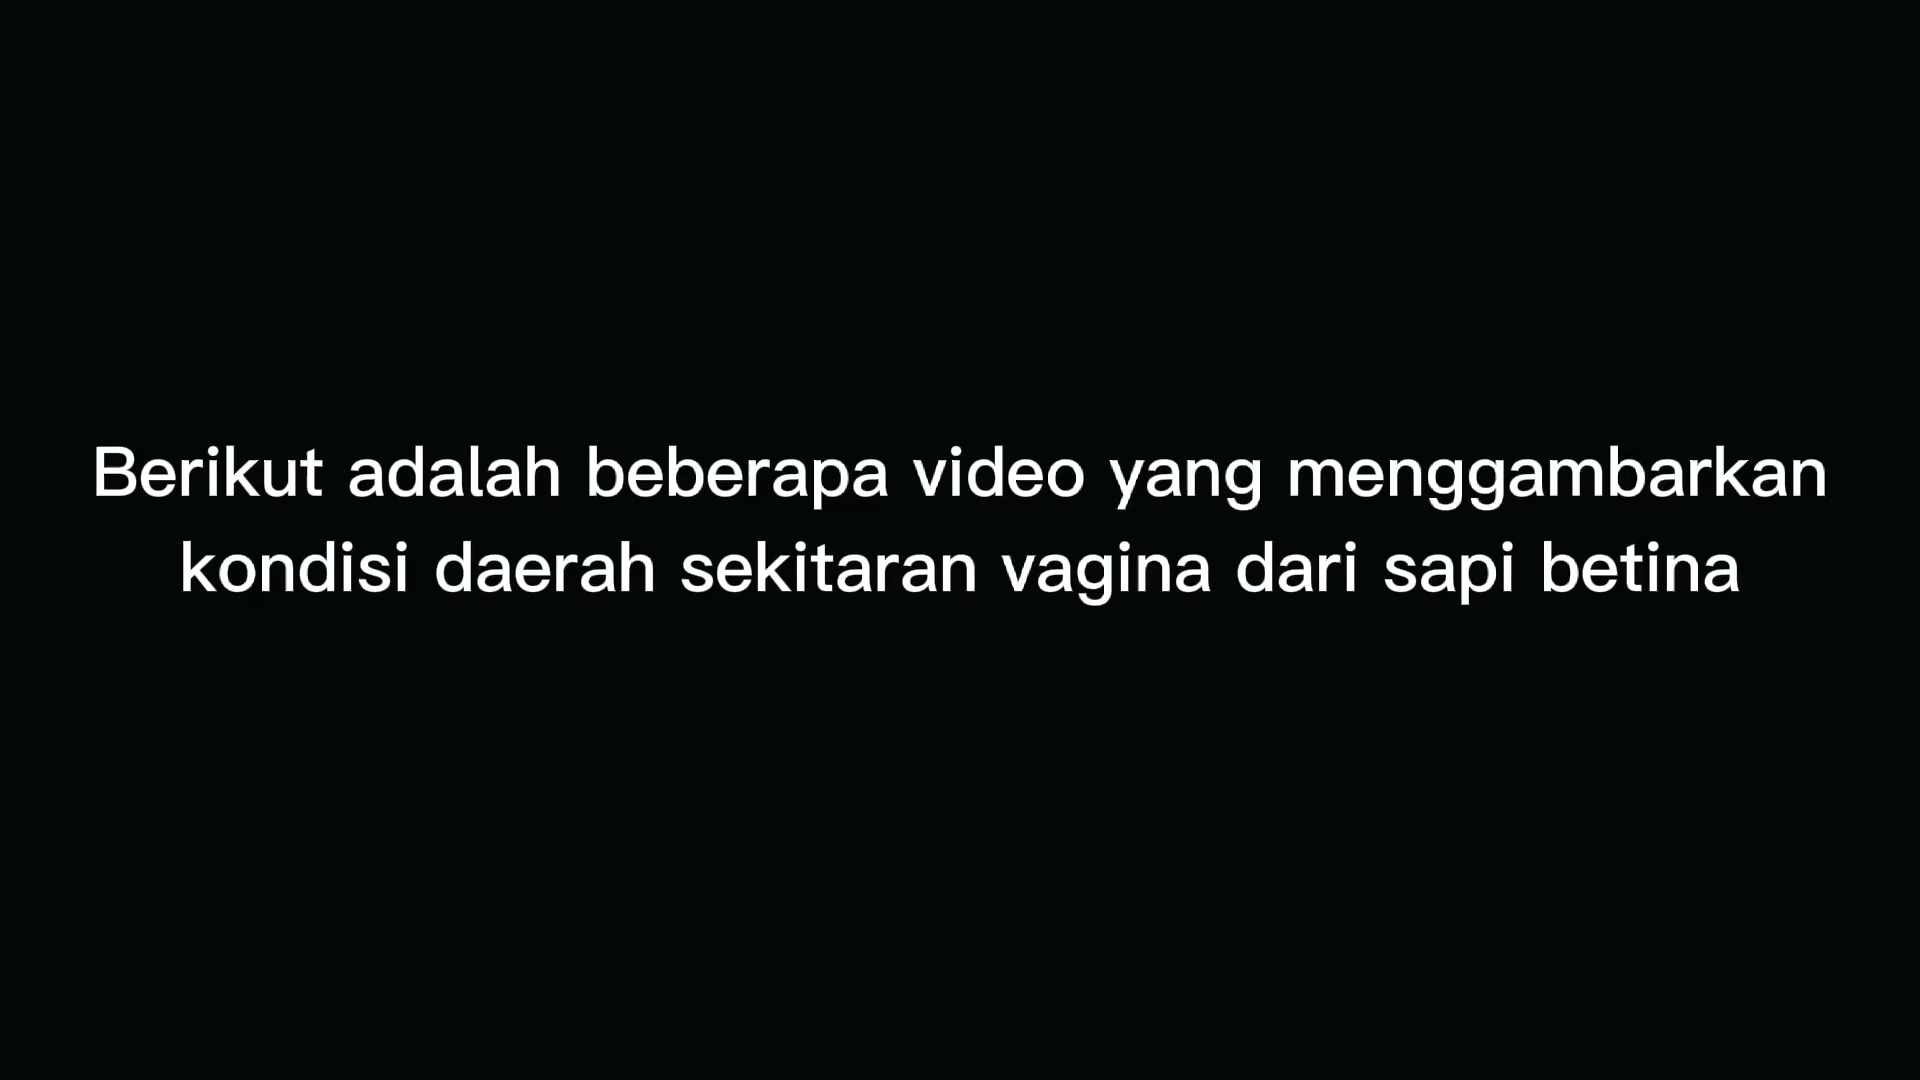 Berikut adalah beberapa video yang menggambarkan
kondisi daerah sekitaran vagina dari sapi betina